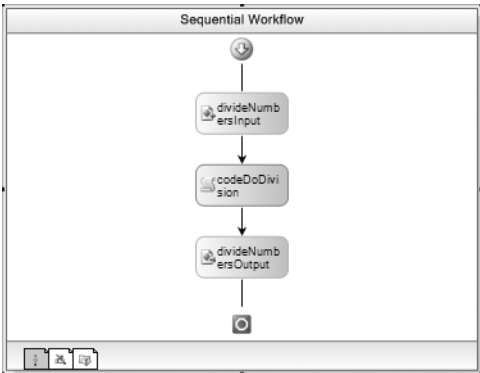 Sequential Workflow
divideNumb
ersInput
codeDoDivi
sion
divideNumb
ersOutput